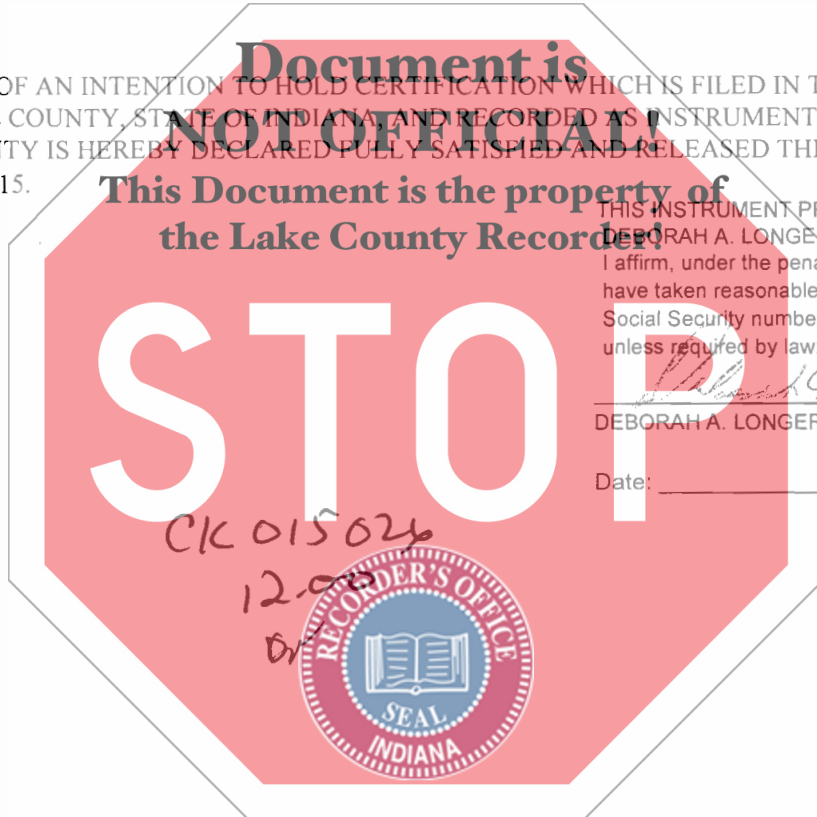 Document is
OF AN INTENTION TO HOLD CERTIFICATION WHICH IS FILED IN T
COUNTY, STATE OF INDIANA, AND RECORDED AS INSTRUMENT
NOT OFFICIAL!
TY IS HEREBY DECLARED FULLY SATISFIED AND RELEASED THI
15.
This Document is the property of
the Lake County Recorder!
THIS INSTRUMENT PR
DEBORAH A. LONGE
I affirm, under the pena
have taken reasonable
Social Security numbe
unless required by law
STOP
DEBORAH A. LONGER
Date:
CK 015026
12.00
RECORDER'S OFFICE
SEAL
INDIANA